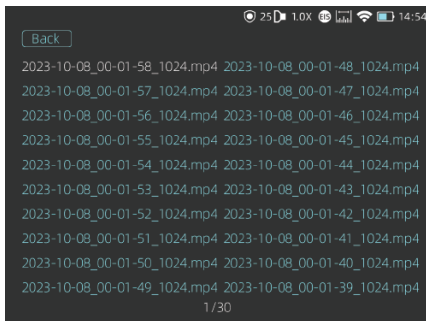 25 1.0X EIS 14:54
Back
2023-10-08_00-01-58_1024.mp4 2023-10-08_00-01-48_1024.mp4
2023-10-08_00-01-57_1024.mp4 2023-10-08_00-01-47_1024.mp4
2023-10-08_00-01-56_1024.mp4 2023-10-08_00-01-46_1024.mp4
2023-10-08_00-01-55_1024.mp4 2023-10-08_00-01-45_1024.mp4
2023-10-08_00-01-54_1024.mp4 2023-10-08_00-01-44_1024.mp4
2023-10-08_00-01-53_1024.mp4 2023-10-08_00-01-43_1024.mp4
2023-10-08_00-01-52_1024.mp4 2023-10-08_00-01-42_1024.mp4
2023-10-08_00-01-51_1024.mp4 2023-10-08_00-01-41_1024.mp4
2023-10-08_00-01-50_1024.mp4 2023-10-08_00-01-40_1024.mp4
2023-10-08_00-01-49_1024.mp4 2023-10-08_00-01-39_1024.mp4
1/30